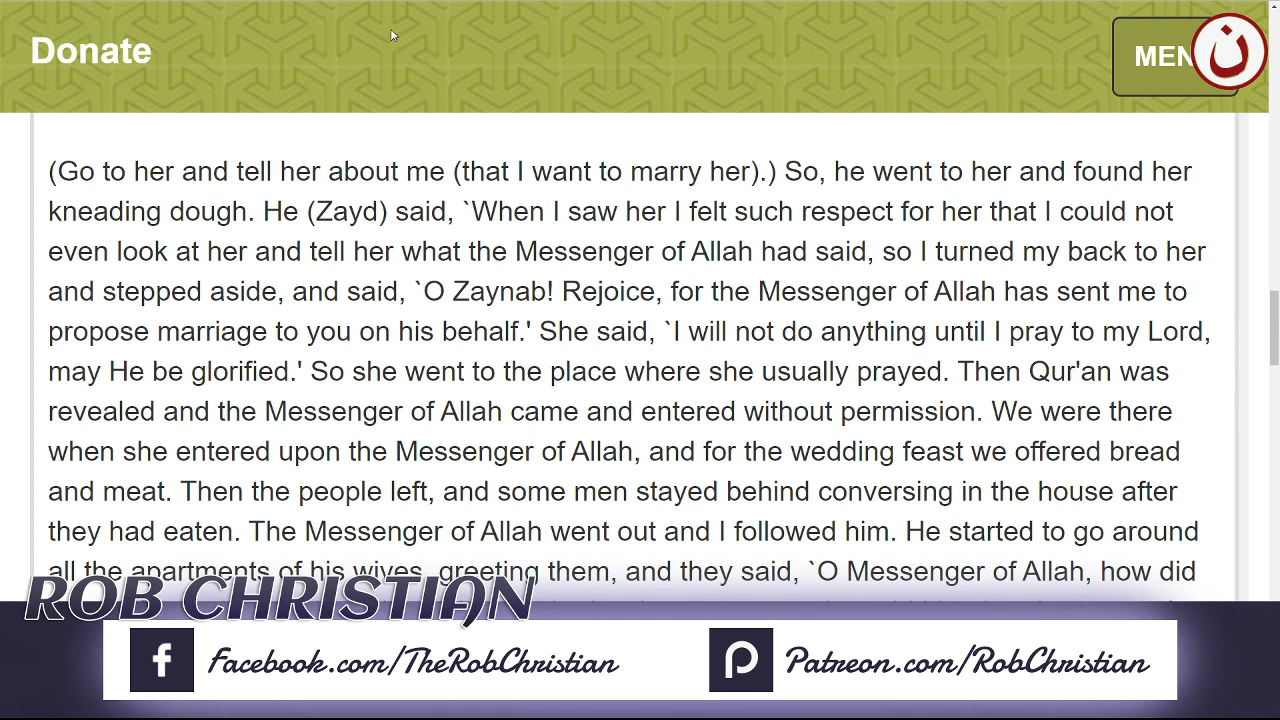 Donate
MEN
ن
(Go to her and tell her about me (that I want to marry her).) So, he went to her and found her
kneading dough. He (Zayd) said, `When I saw her I felt such respect for her that I could not
even look at her and tell her what the Messenger of Allah had said, so I turned my back to her
and stepped aside, and said, `O Zaynab! Rejoice, for the Messenger of Allah has sent me to
propose marriage to you on his behalf.' She said, `I will not do anything until I pray to my Lord,
may He be glorified.' So she went to the place where she usually prayed. Then Qur'an was
revealed and the Messenger of Allah came and entered without permission. We were there
when she entered upon the Messenger of Allah, and for the wedding feast we offered bread
and meat. Then the people left, and some men stayed behind conversing in the house after
they had eaten. The Messenger of Allah went out and I followed him. He started to go around
all the apartments of his wives, greeting them, and they said, `O Messenger of Allah, how did
ROB CHRISTIAN
Facebook.com/TheRobChristian
Patreon.com/RobChristian